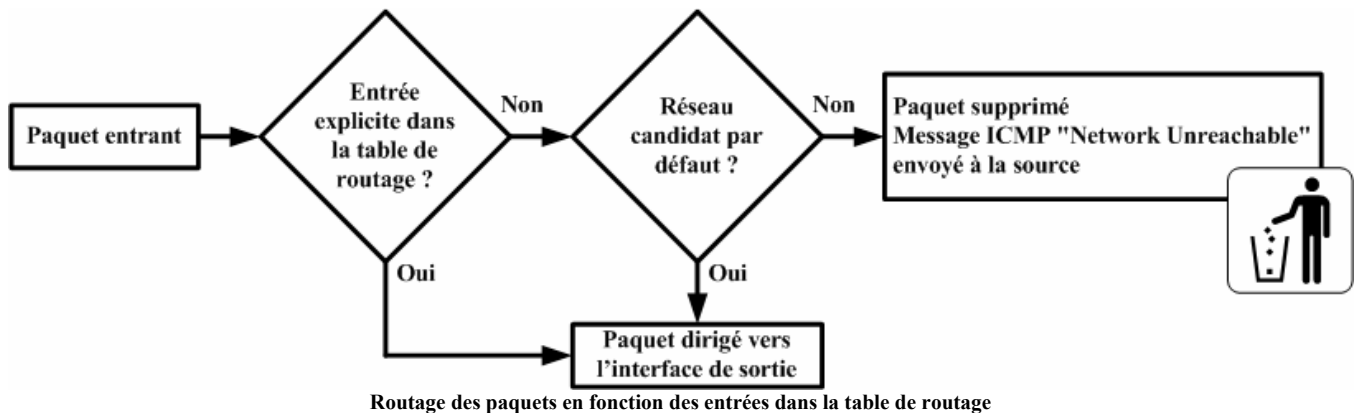 Paquet entrant
Entrée
explicite dans
la table de
routage ?
Non
Oui
Réseau
candidat par
défaut ?
Non
Oui
Paquet supprimé
Message ICMP "Network Unreachable"
envoyé à la source
Paquet dirigé vers
l’interface de sortie
Routage des paquets en fonction des entrées dans la table de routage